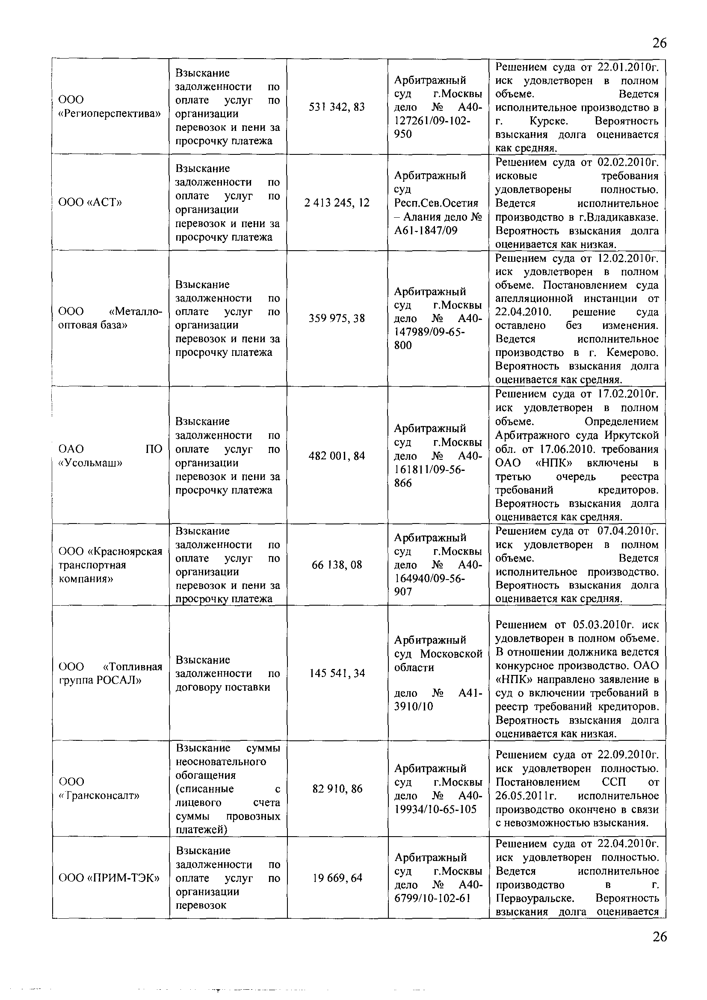 26
ООО
«Региоперспектива»
Взыскание
задолженности по
оплате услуг по
организации
перевозок и пени за
просрочку платежа
531 342, 83
Арбитражный
суд г.Москвы
дело № А40-
127261/09-102-
950
Решением суда от 22.01.2010г.
иск удовлетворен в полном
объеме. Ведется
исполнительное производство в
г. Курске. Вероятность
взыскания долга оценивается
как средняя.
ООО «АСТ»
Взыскание
задолженности по
оплате услуг по
организации
перевозок и пени за
просрочку платежа
2 413 245, 12
Арбитражный
суд
Респ.Сев.Осетия
– Алания дело №
А61-1847/09
Решением суда от 02.02.2010г.
исковые требования
удовлетворены полностью.
Ведется исполнительное
производство в г.Владикавказе.
Вероятность взыскания долга
оценивается как низкая.
ООО «Металло-
оптовая база»
Взыскание
задолженности по
оплате услуг по
организации
перевозок и пени за
просрочку платежа
359 975, 38
Арбитражный
суд г.Москвы
дело № А40-
147989/09-65-
800
Решением суда от 12.02.2010г.
иск удовлетворен в полном
объеме. Постановлением суда
апелляционной инстанции от
22.04.2010. решение суда
оставлено без изменения.
Ведется исполнительное
производство в г. Кемерово.
Вероятность взыскания долга
оценивается как средняя.
ОАО ПО
«Усольмаш»
Взыскание
задолженности по
оплате услуг по
организации
перевозок и пени за
просрочку платежа
482 001, 84
Арбитражный
суд г.Москвы
дело № А40-
161811/09-56-
866
Решением суда от 17.02.2010г.
иск удовлетворен в полном
объеме. Определением
Арбитражного суда Иркутской
обл. от 17.06.2010. требования
ОАО «НПК» включены в
третью очередь реестра
требований кредиторов.
Вероятность взыскания долга
оценивается как средняя.
ООО «Красноярская
транспортная
компания»
Взыскание
задолженности по
оплате услуг по
организации
перевозок и пени за
просрочку платежа
66 138, 08
Арбитражный
суд г.Москвы
дело № А40-
164940/09-56-
907
Решением суда от 07.04.2010г.
иск удовлетворен в полном
объеме. Ведется
исполнительное производство.
Вероятность взыскания долга
оценивается как средняя.
ООО «Топливная
группа РОСАЛ»
Взыскание
задолженности по
договору поставки
145 541, 34
Арбитражный
суд Московской
области
дело № А41-
3910/10
Решением от 05.03.2010г. иск
удовлетворен в полном объеме.
В отношении должника ведется
конкурсное производство. ОАО
«НПК» направлено заявление в
суд о включении требований в
реестр требований кредиторов.
Вероятность взыскания долга
оценивается как низкая.
ООО
«Трансконсалт»
Взыскание суммы
неосновательного
обогащения
(списанные с
лицевого счета
суммы провозных
платежей)
82 910, 86
Арбитражный
суд г.Москвы
дело № А40-
19934/10-65-105
Решением суда от 22.09.2010г.
иск удовлетворен полностью.
Постановлением ССП от
26.05.2011г. исполнительное
производство окончено в связи
с невозможностью взыскания.
ООО «ПРИМ-ТЭК»
Взыскание
задолженности по
оплате услуг по
организации
перевозок
19 669, 64
Арбитражный
суд г.Москвы
дело № А40-
6799/10-102-61
Решением суда от 22.04.2010г.
иск удовлетворен полностью.
Ведется исполнительное
производство в г.
Первоуральске. Вероятность
взыскания долга оценивается
26